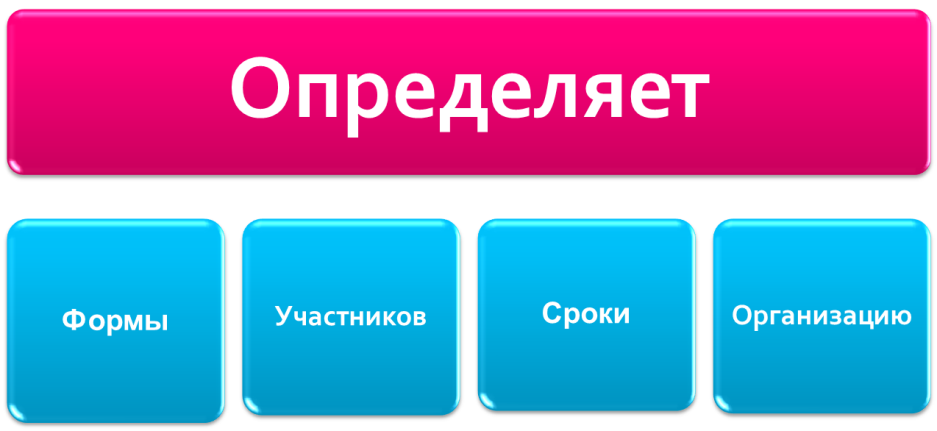 Определяет
Формы
Участников
Сроки
Организацию